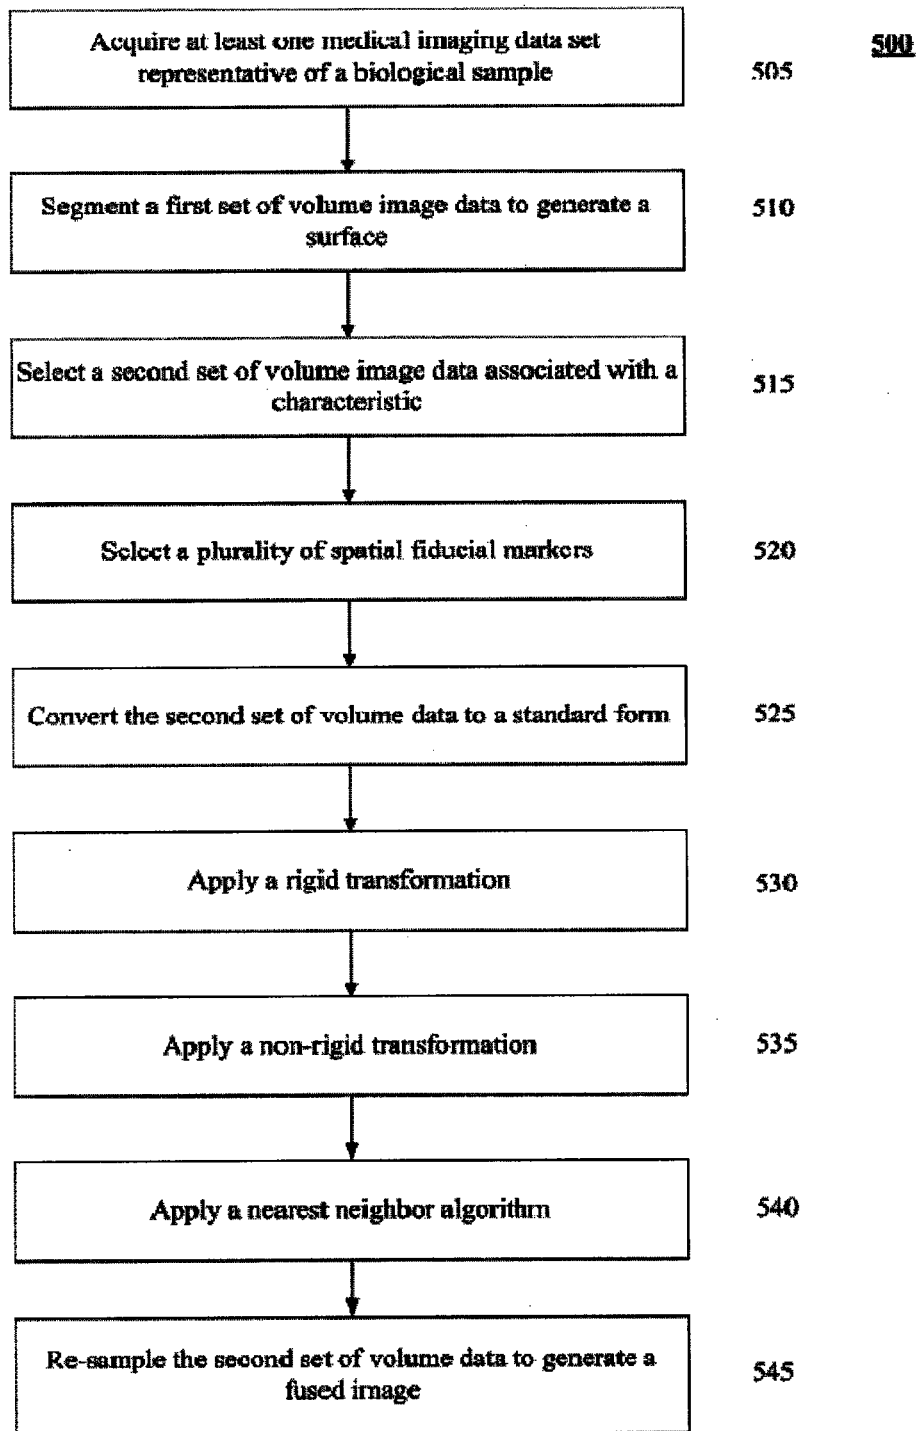 500
Acquire at least one medical imaging data set
representative of a biological sample
505
Segment a first set of volume image data to generate a
surface
510
Select a second set of volume image data associated with a
characteristic
515
Select a plurality of spatial fiducial markers
520
Convert the second set of volume data to a standard form
525
Apply a rigid transformation
530
Apply a non-rigid transformation
535
Apply a nearest neighbor algorithm
540
Re-sample the second set of volume data to generate a
fused image
545